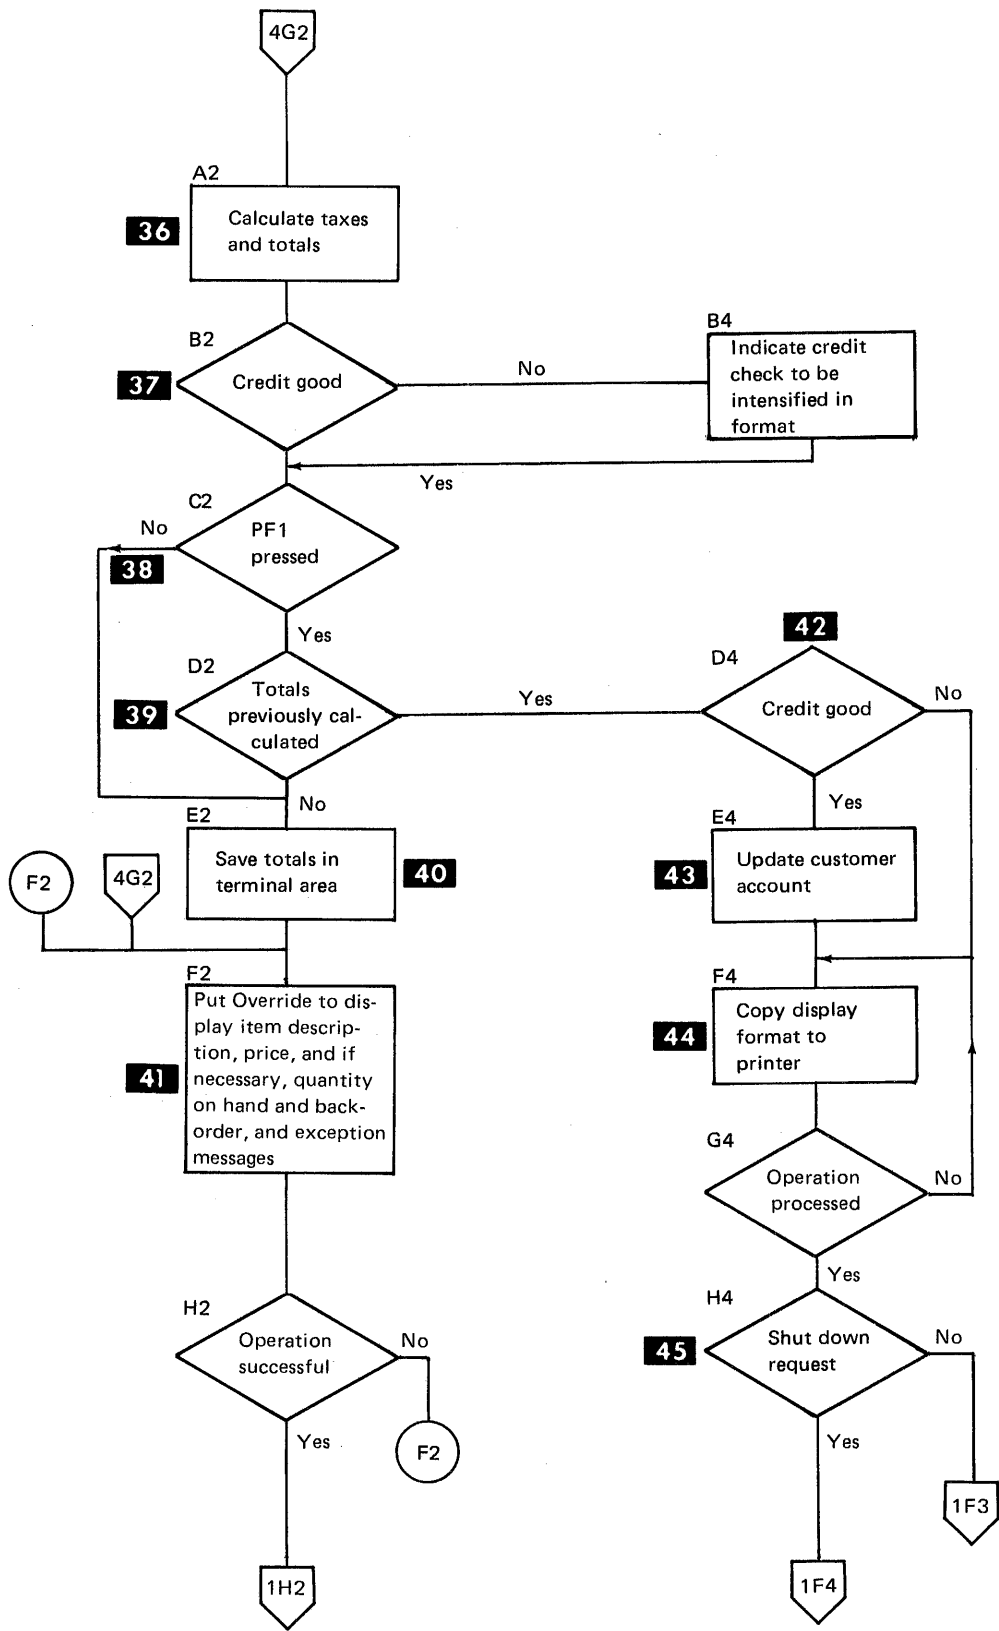 4G2
A2
36
Calculate taxes
and totals
B2
37
Credit good
No
B4
Indicate credit
check to be
intensified in
format
Yes
C2
No
PF1
pressed
38
Yes
D2
39
Totals
previously cal-
culated
Yes
42
D4
Credit good
No
No
Yes
E2
Save totals in
terminal area
40
E4
43
Update customer
account
F2
4G2
F2
41
Put Override to dis-
play item descrip-
tion, price, and if
necessary, quantity
on hand and back-
order, and exception
messages
F4
44
Copy display
format to
printer
G4
Operation
processed
No
Yes
H2
Operation
successful
No
F2
Yes
1H2
H4
45
Shut down
request
No
Yes
1F3
1F4